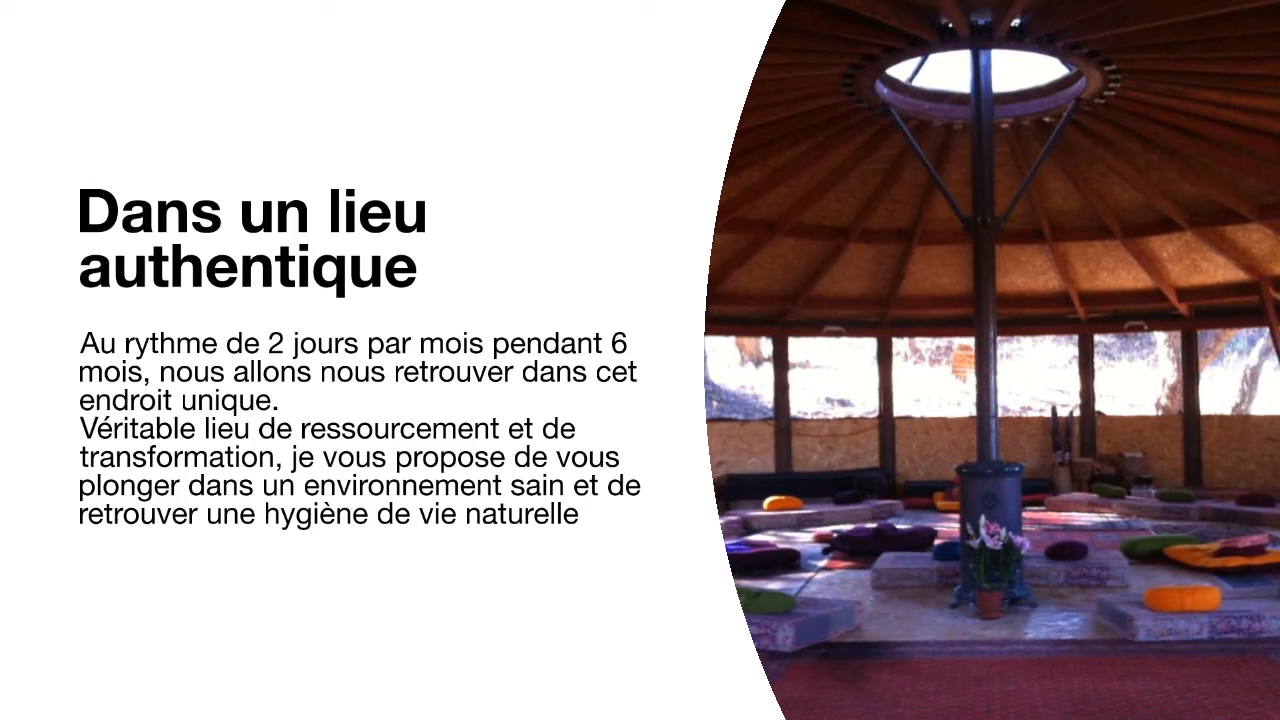 Dans un lieu
authentique
Au rythme de 2 jours par mois pendant 6
mois, nous allons nous retrouver dans cet
endroit unique.
Véritable lieu de ressourcement et de
transformation, je vous propose de vous
plonger dans un environnement sain et de
retrouver une hygiène de vie naturelle